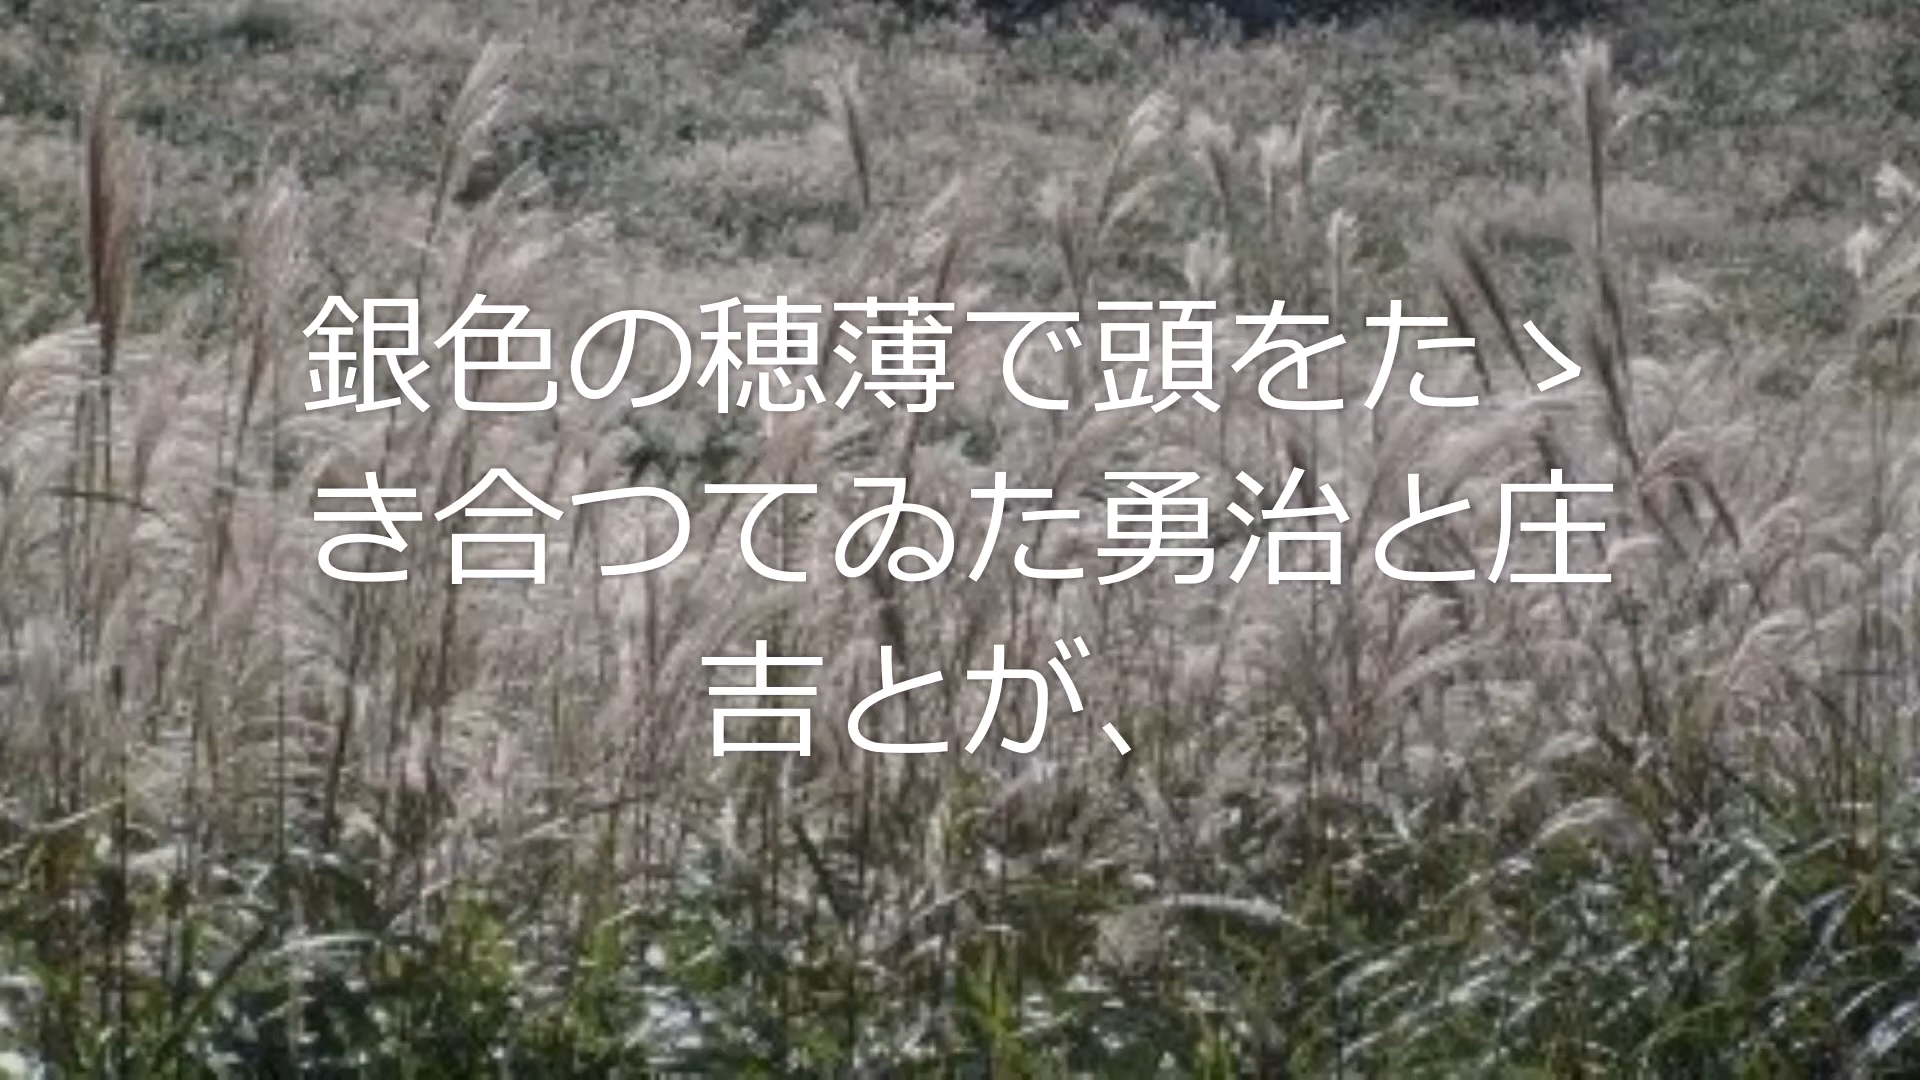 銀色の穂薄で頭をたゝ
き合つてゐた勇治と庄
吉とが、